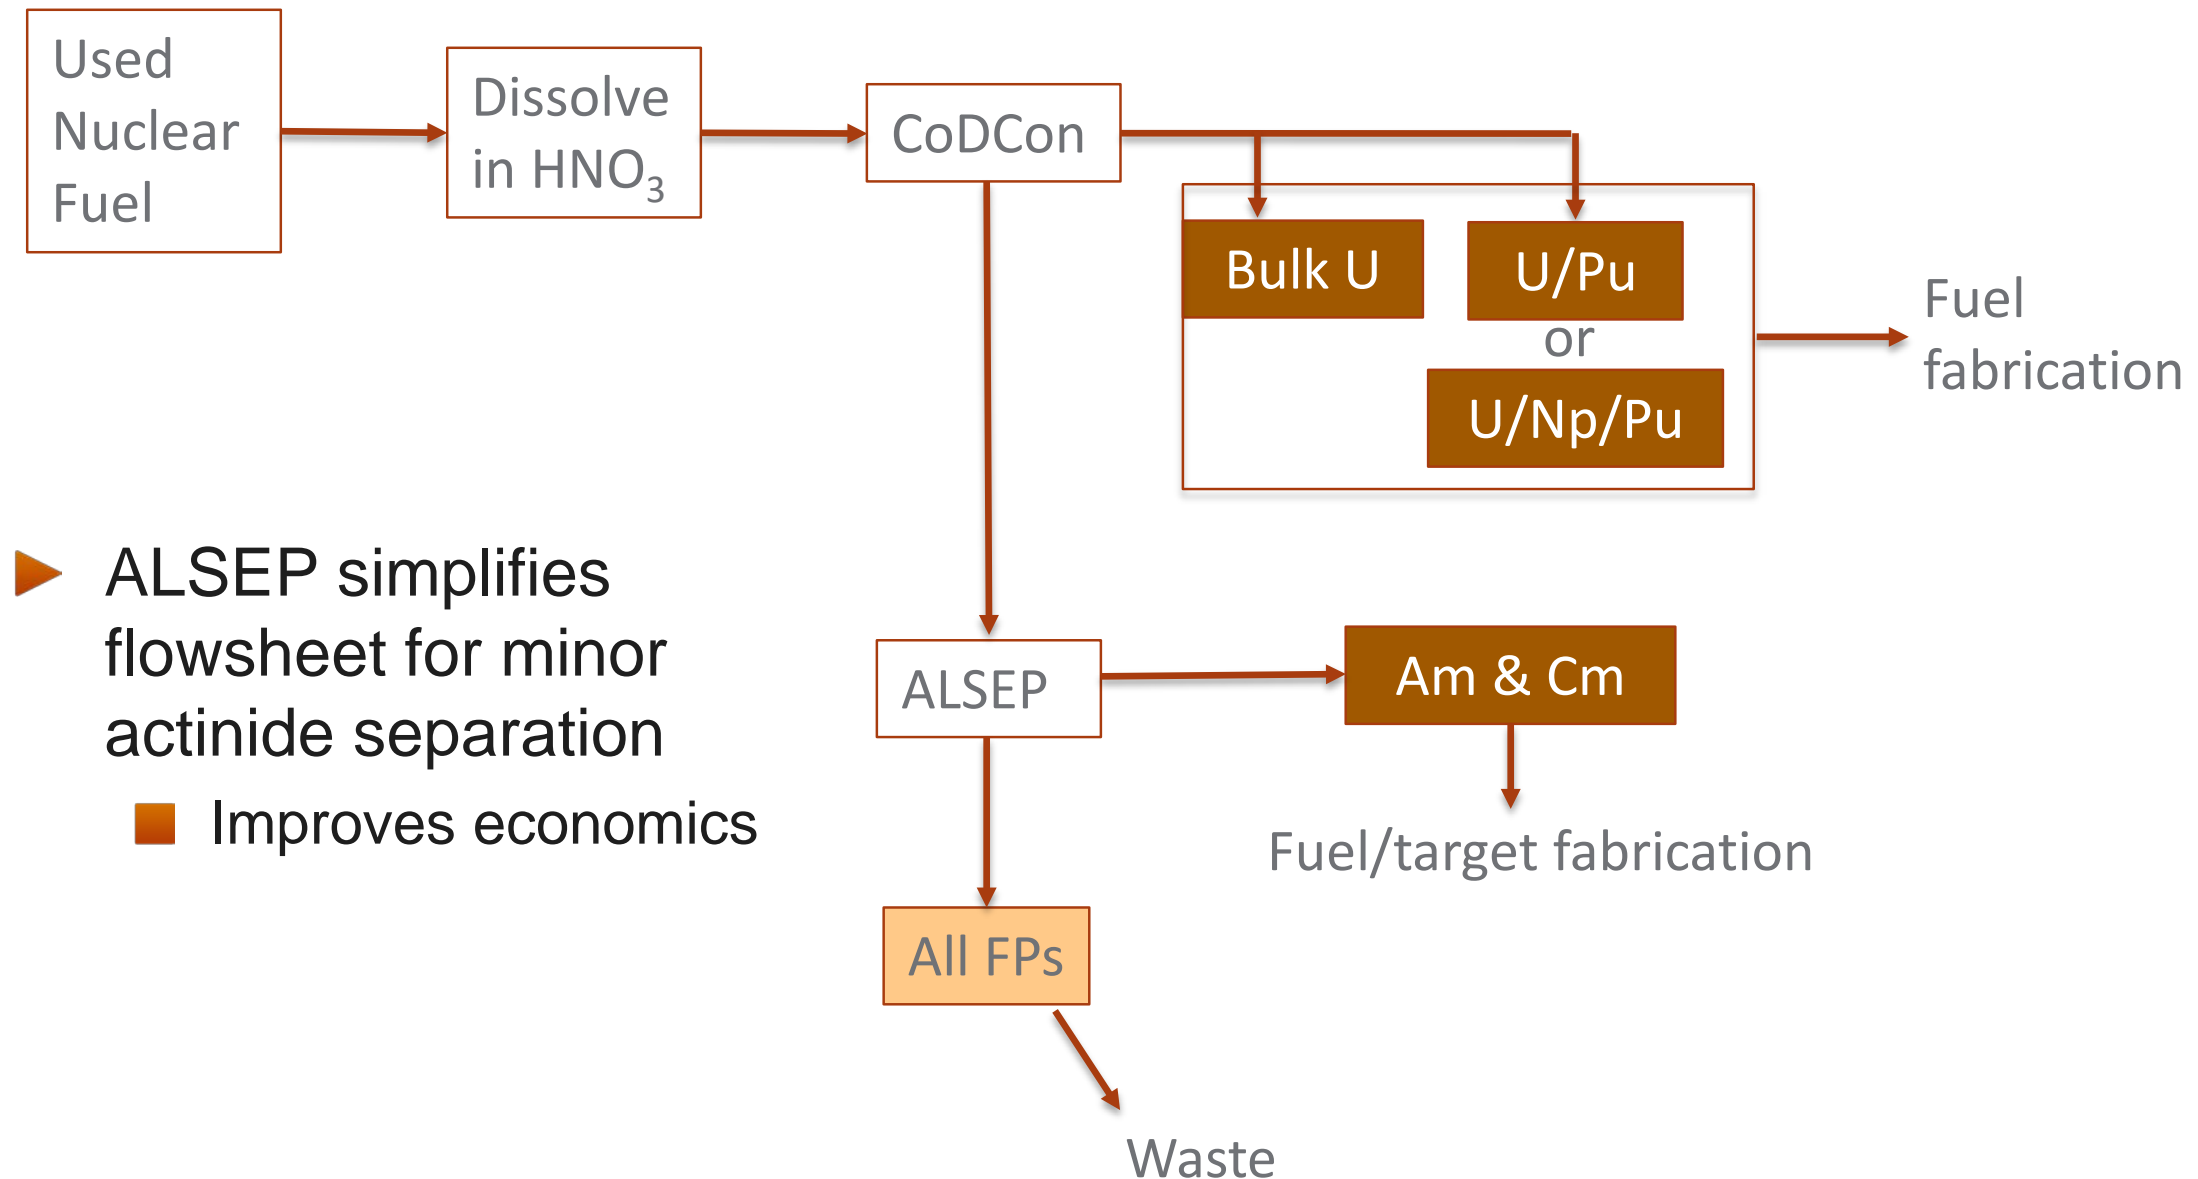 Used
Nuclear
Fuel
Dissolve
in HNO₃
CoDCon
Bulk U
U/Pu
or
U/Np/Pu
Fuel
fabrication
ALSEP simplifies
flowsheet for minor
actinide separation
Improves economics
ALSEP
Am & Cm
Fuel/target fabrication
All FPs
Waste